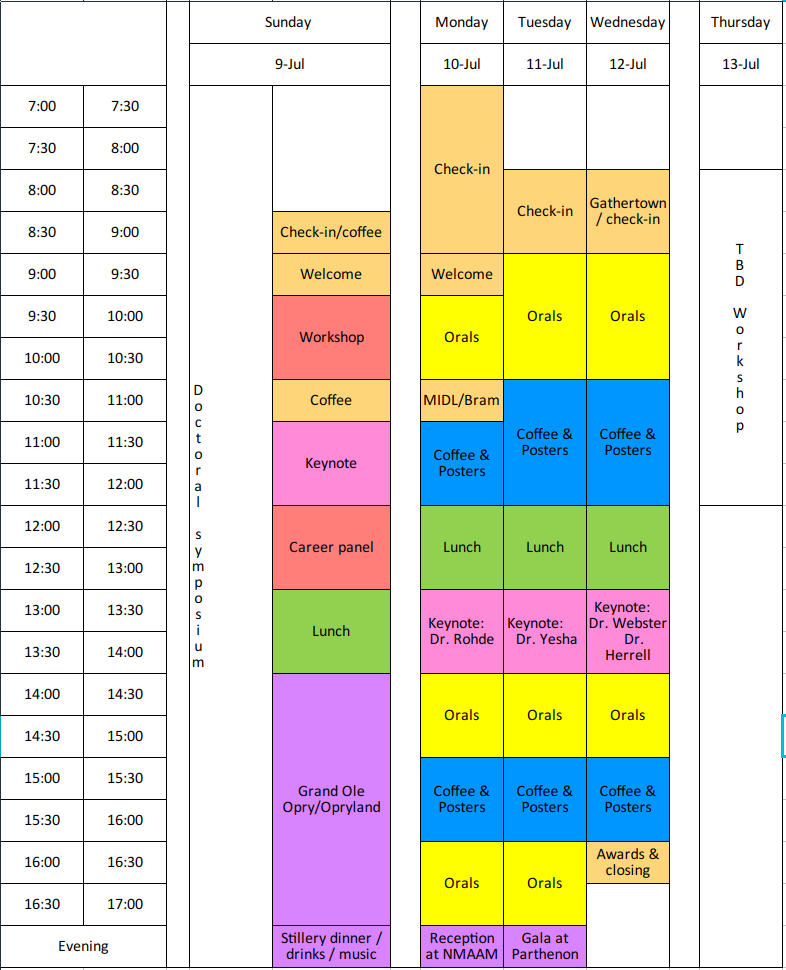 Sunday Monday Tuesday Wednesday Thursday
9-Jul 10-Jul 11-Jul 12-Jul 13-Jul
7:00 7:30
7:30 8:00
8:00 8:30
8:30 9:00
9:00 9:30
9:30 10:00
10:00 10:30
10:30 11:00
11:00 11:30
11:30 12:00
12:00 12:30
12:30 13:00
13:00 13:30
13:30 14:00
14:00 14:30
14:30 15:00
15:00 15:30
15:30 16:00
16:00 16:30
16:30 17:00
Evening
Doctoral symposium
Check-in/coffee
Welcome
Workshop
Coffee
Keynote
Career panel
Lunch
Grand Ole
Opry/Opryland
Stillery dinner /
drinks / music
Check-in
Welcome
Orals
MIDL/Bram
Coffee &
Posters
Lunch
Keynote:
Dr. Rohde
Orals
Coffee &
Posters
Orals
Reception
at NMAAM
Check-in
Orals
Coffee &
Posters
Lunch
Keynote:
Dr. Yesha
Orals
Coffee &
Posters
Orals
Gala at
Parthenon
Gathertown
/ check-in
Orals
Coffee &
Posters
Lunch
Keynote:
Dr. Webster
Dr.
Herrell
Orals
Coffee &
Posters
Awards &
closing
TBD Workshop